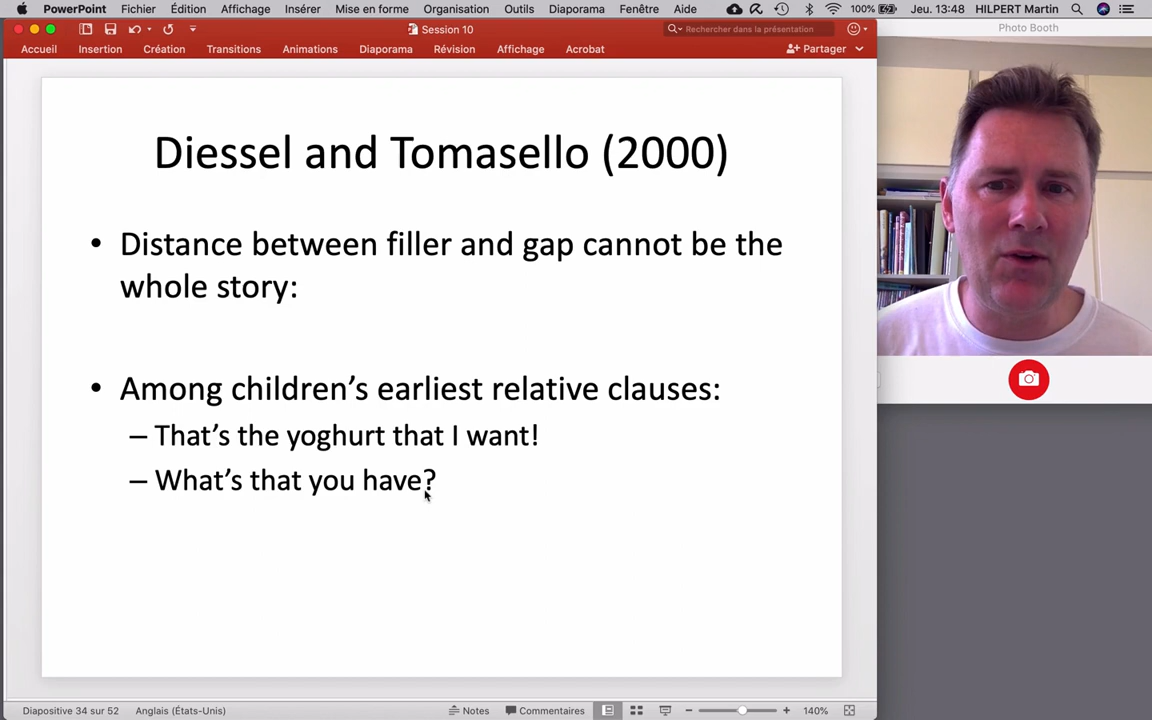 PowerPoint Fichier Édition Affichage Insérer Mise en forme Organisation Outils Diaporama Fenêtre Aide 100% Jeu. 13:48 HILPERT Martin
Session 10
Rechercher dans la présentation
Photo Booth
Accueil Insertion Création Transitions Animations Diaporama Révision Affichage Acrobat Partager
Diessel and Tomasello (2000)
• Distance between filler and gap cannot be the
whole story:
• Among children’s earliest relative clauses:
– That’s the yoghurt that I want!
– What’s that you have?
Diapositive 34 sur 52 Anglais (États-Unis) Notes Commentaires 140%